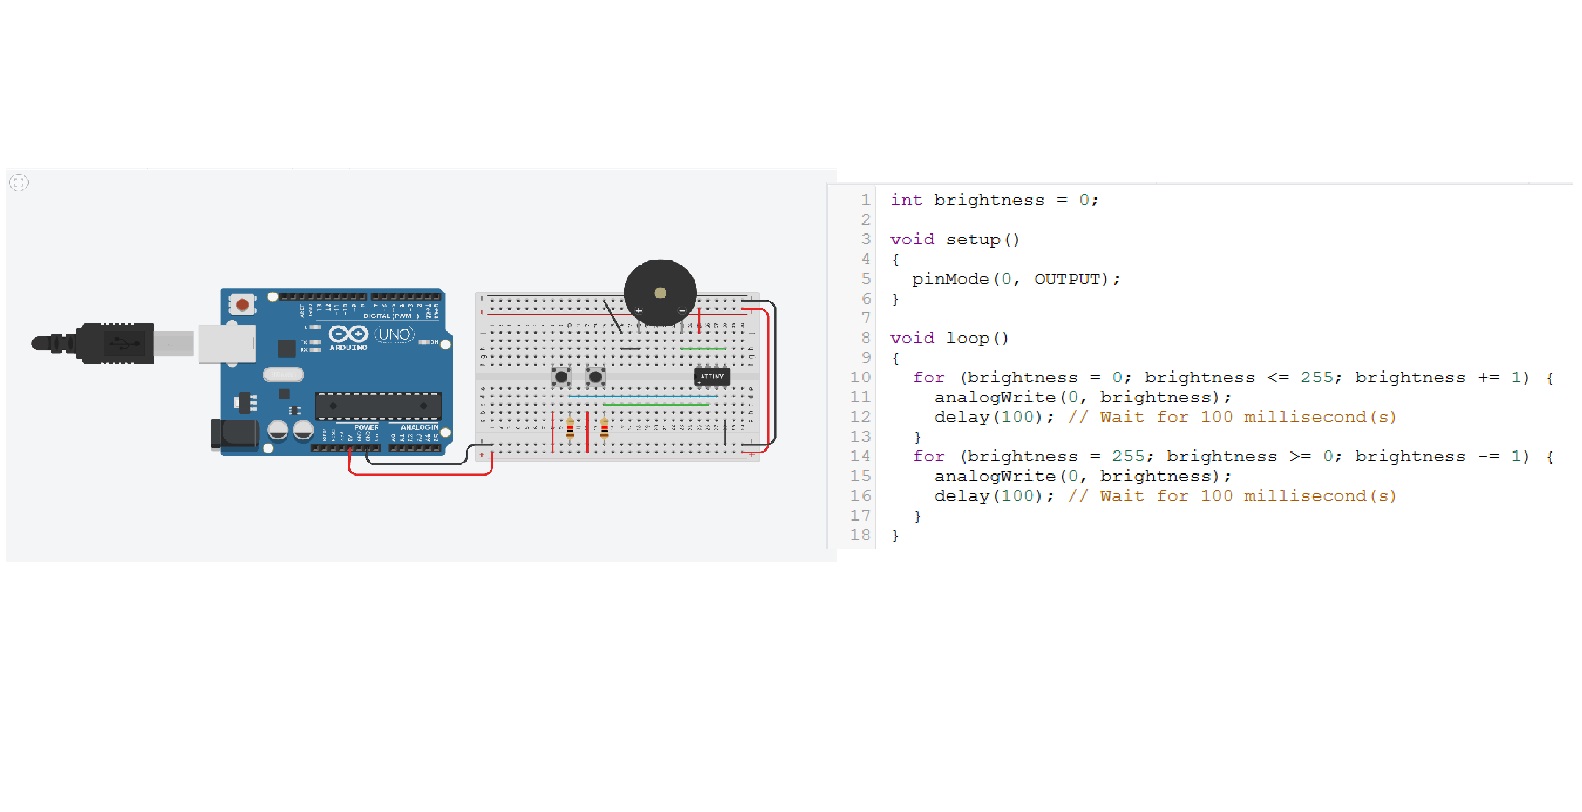 DIGITAL (PWM ~)
UNO
ARDUINO
TX
RX
L
ON
POWER
ANALOG IN
ATTINY
1 int brightness = 0;
2
3 void setup()
4 {
5 pinMode(0, OUTPUT);
6 }
7
8 void loop()
9 {
10 for (brightness = 0; brightness <= 255; brightness += 1) {
11 analogWrite(0, brightness);
12 delay(100); // Wait for 100 millisecond(s)
13 }
14 for (brightness = 255; brightness >= 0; brightness -= 1) {
15 analogWrite(0, brightness);
16 delay(100); // Wait for 100 millisecond(s)
17 }
18 }